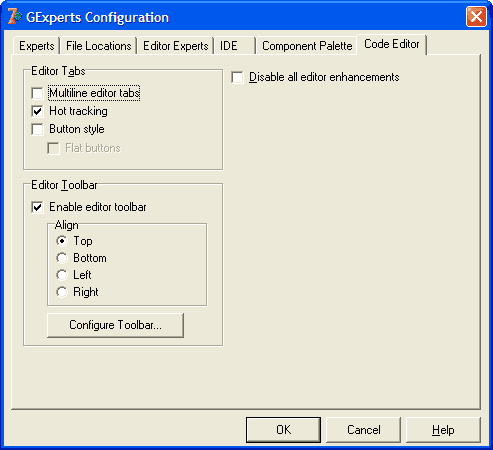 GExperts Configuration
Experts File Locations Editor Experts IDE Component Palette Code Editor
Editor Tabs
Multiline editor tabs
Hot tracking
Button style
Flat buttons
Disable all editor enhancements
Editor Toolbar
Enable editor toolbar
Align
Top
Bottom
Left
Right
Configure Toolbar...
OK Cancel Help